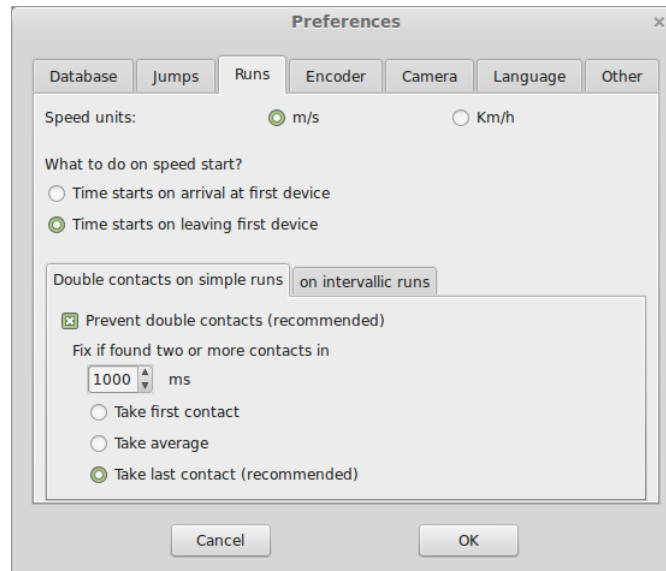 Preferences
Database Jumps Runs Encoder Camera Language Other
Speed units: m/s Km/h
What to do on speed start?
Time starts on arrival at first device
Time starts on leaving first device
Double contacts on simple runs on intervallic runs
Prevent double contacts (recommended)
Fix if found two or more contacts in
1000 ms
Take first contact
Take average
Take last contact (recommended)
Cancel OK